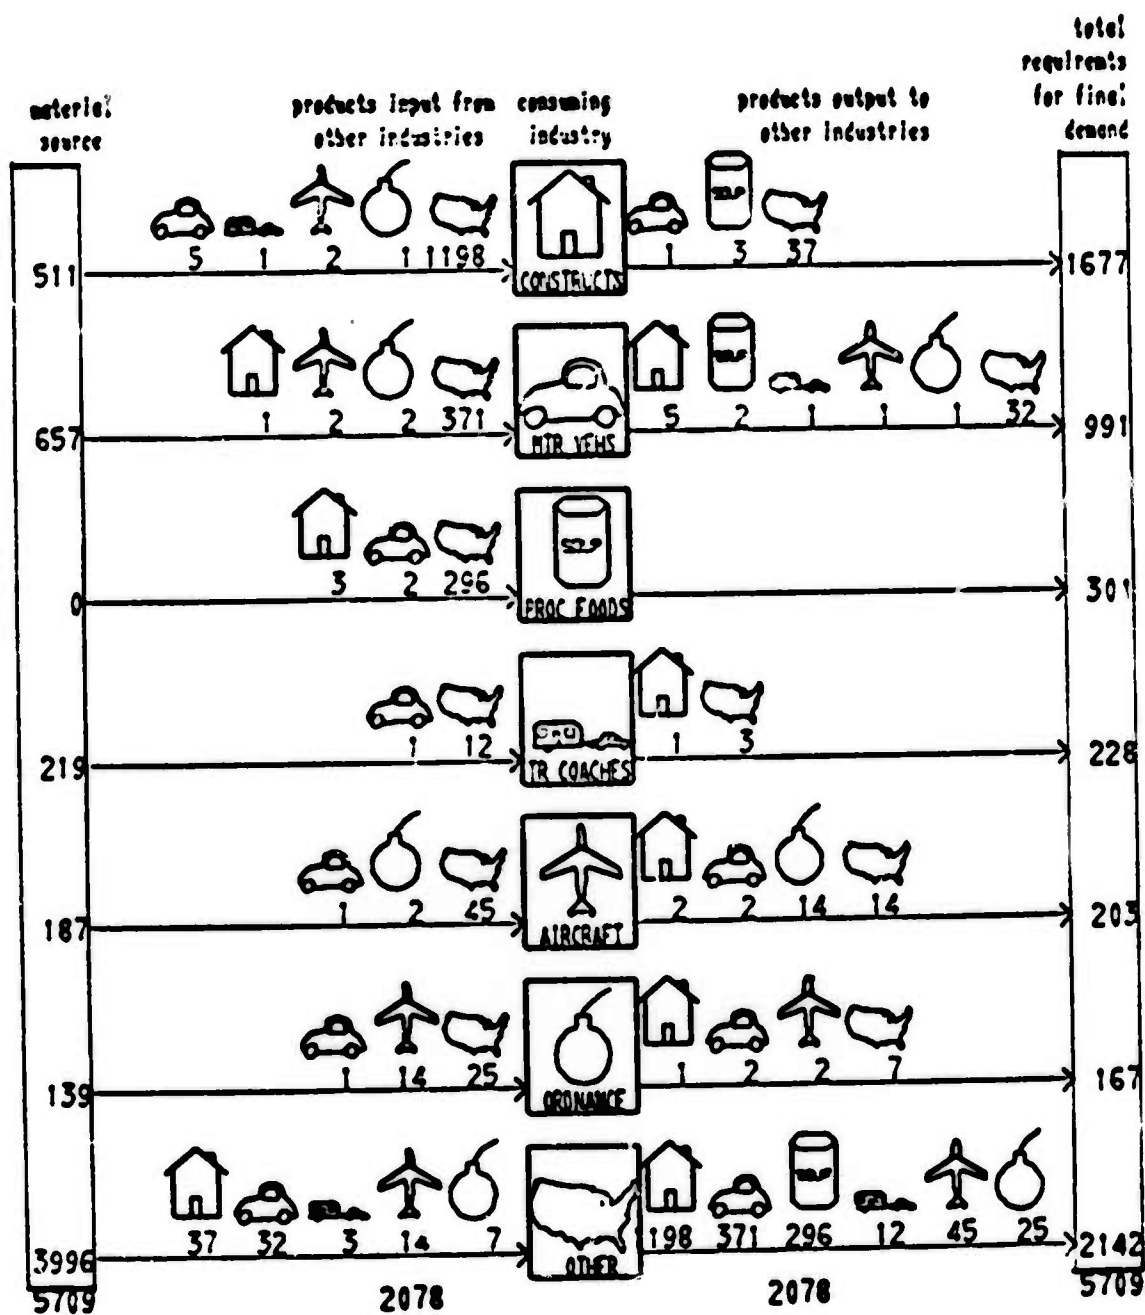 total
requirents
for final
demand
material
source
products input from
other industries
consuming
industry
products output to
other industries
5 1 2 1 1198
1 3 37
511
CONSTRUCTS
1677
1 2 2 371
5 2 1 1 1 32
657
MTR VEHS
991
SOUP
3 2 296
0
PROC FOODS
301
1 12
1 3
219
TR COACHES
228
1 2 45
2 2 14 14
187
AIRCRAFT
203
1 14 25
1 2 2 7
139
ORDNANCE
167
37 32 3 14 7
198 371 296 12 45 25
3996
OTHER
2142
5709
2078
2078
5709